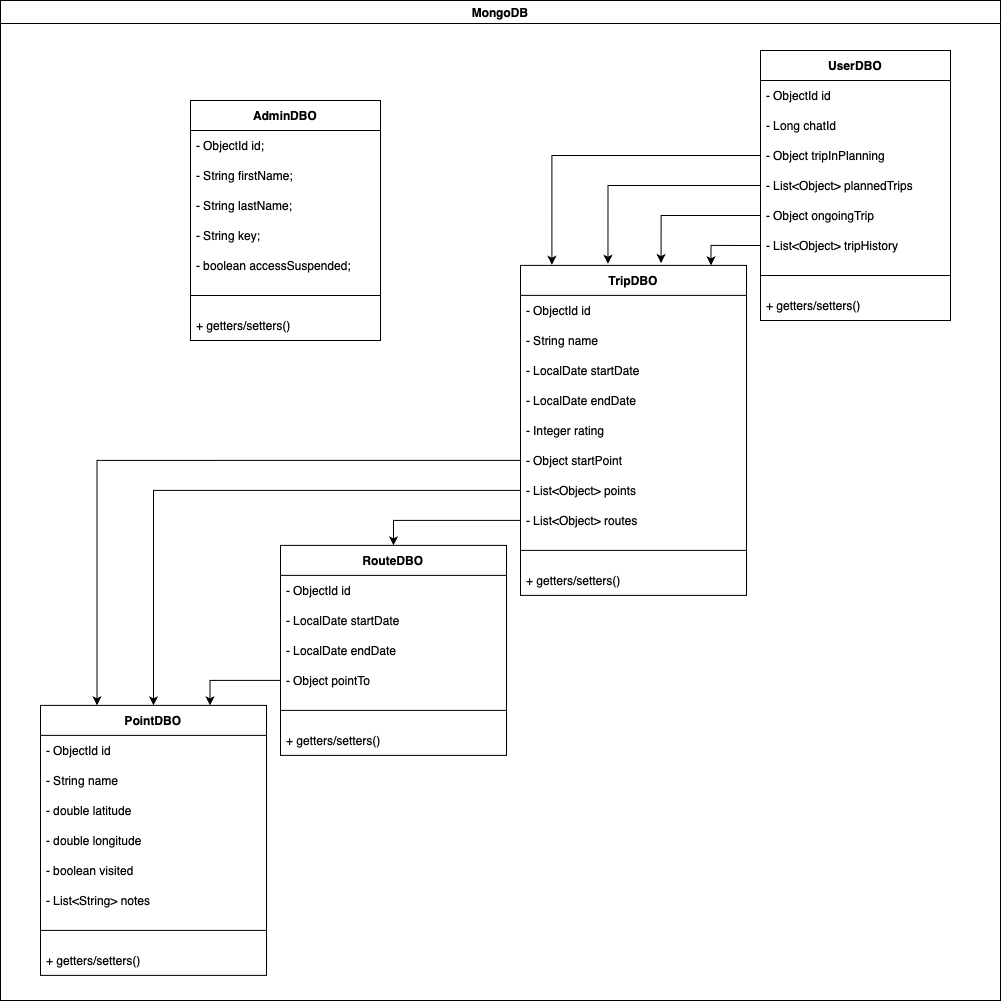 MongoDB
UserDBO
- ObjectId id
- Long chatId
- Object tripInPlanning
- List<Object> plannedTrips
- Object ongoingTrip
- List<Object> tripHistory
+ getters/setters()
AdminDBO
- ObjectId id;
- String firstName;
- String lastName;
- String key;
- boolean accessSuspended;
+ getters/setters()
TripDBO
- ObjectId id
- String name
- LocalDate startDate
- LocalDate endDate
- Integer rating
- Object startPoint
- List<Object> points
- List<Object> routes
+ getters/setters()
RouteDBO
- ObjectId id
- LocalDate startDate
- LocalDate endDate
- Object pointTo
+ getters/setters()
PointDBO
- ObjectId id
- String name
- double latitude
- double longitude
- boolean visited
- List<String> notes
+ getters/setters()